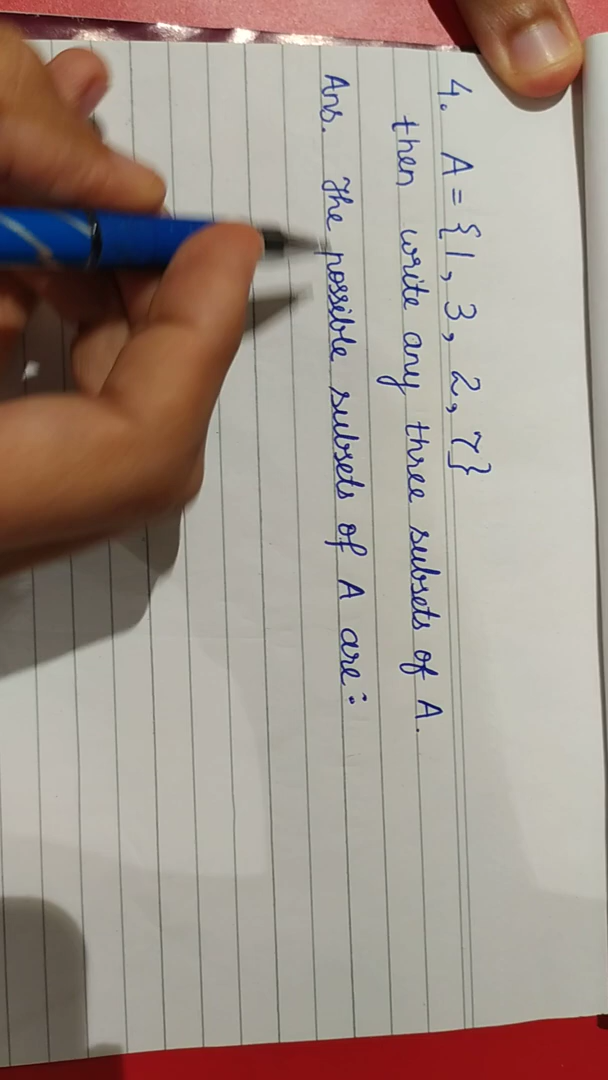 4. A = {1, 3, 2, 7}
then write any three subsets of A.
Ans. The possible subsets of A are: